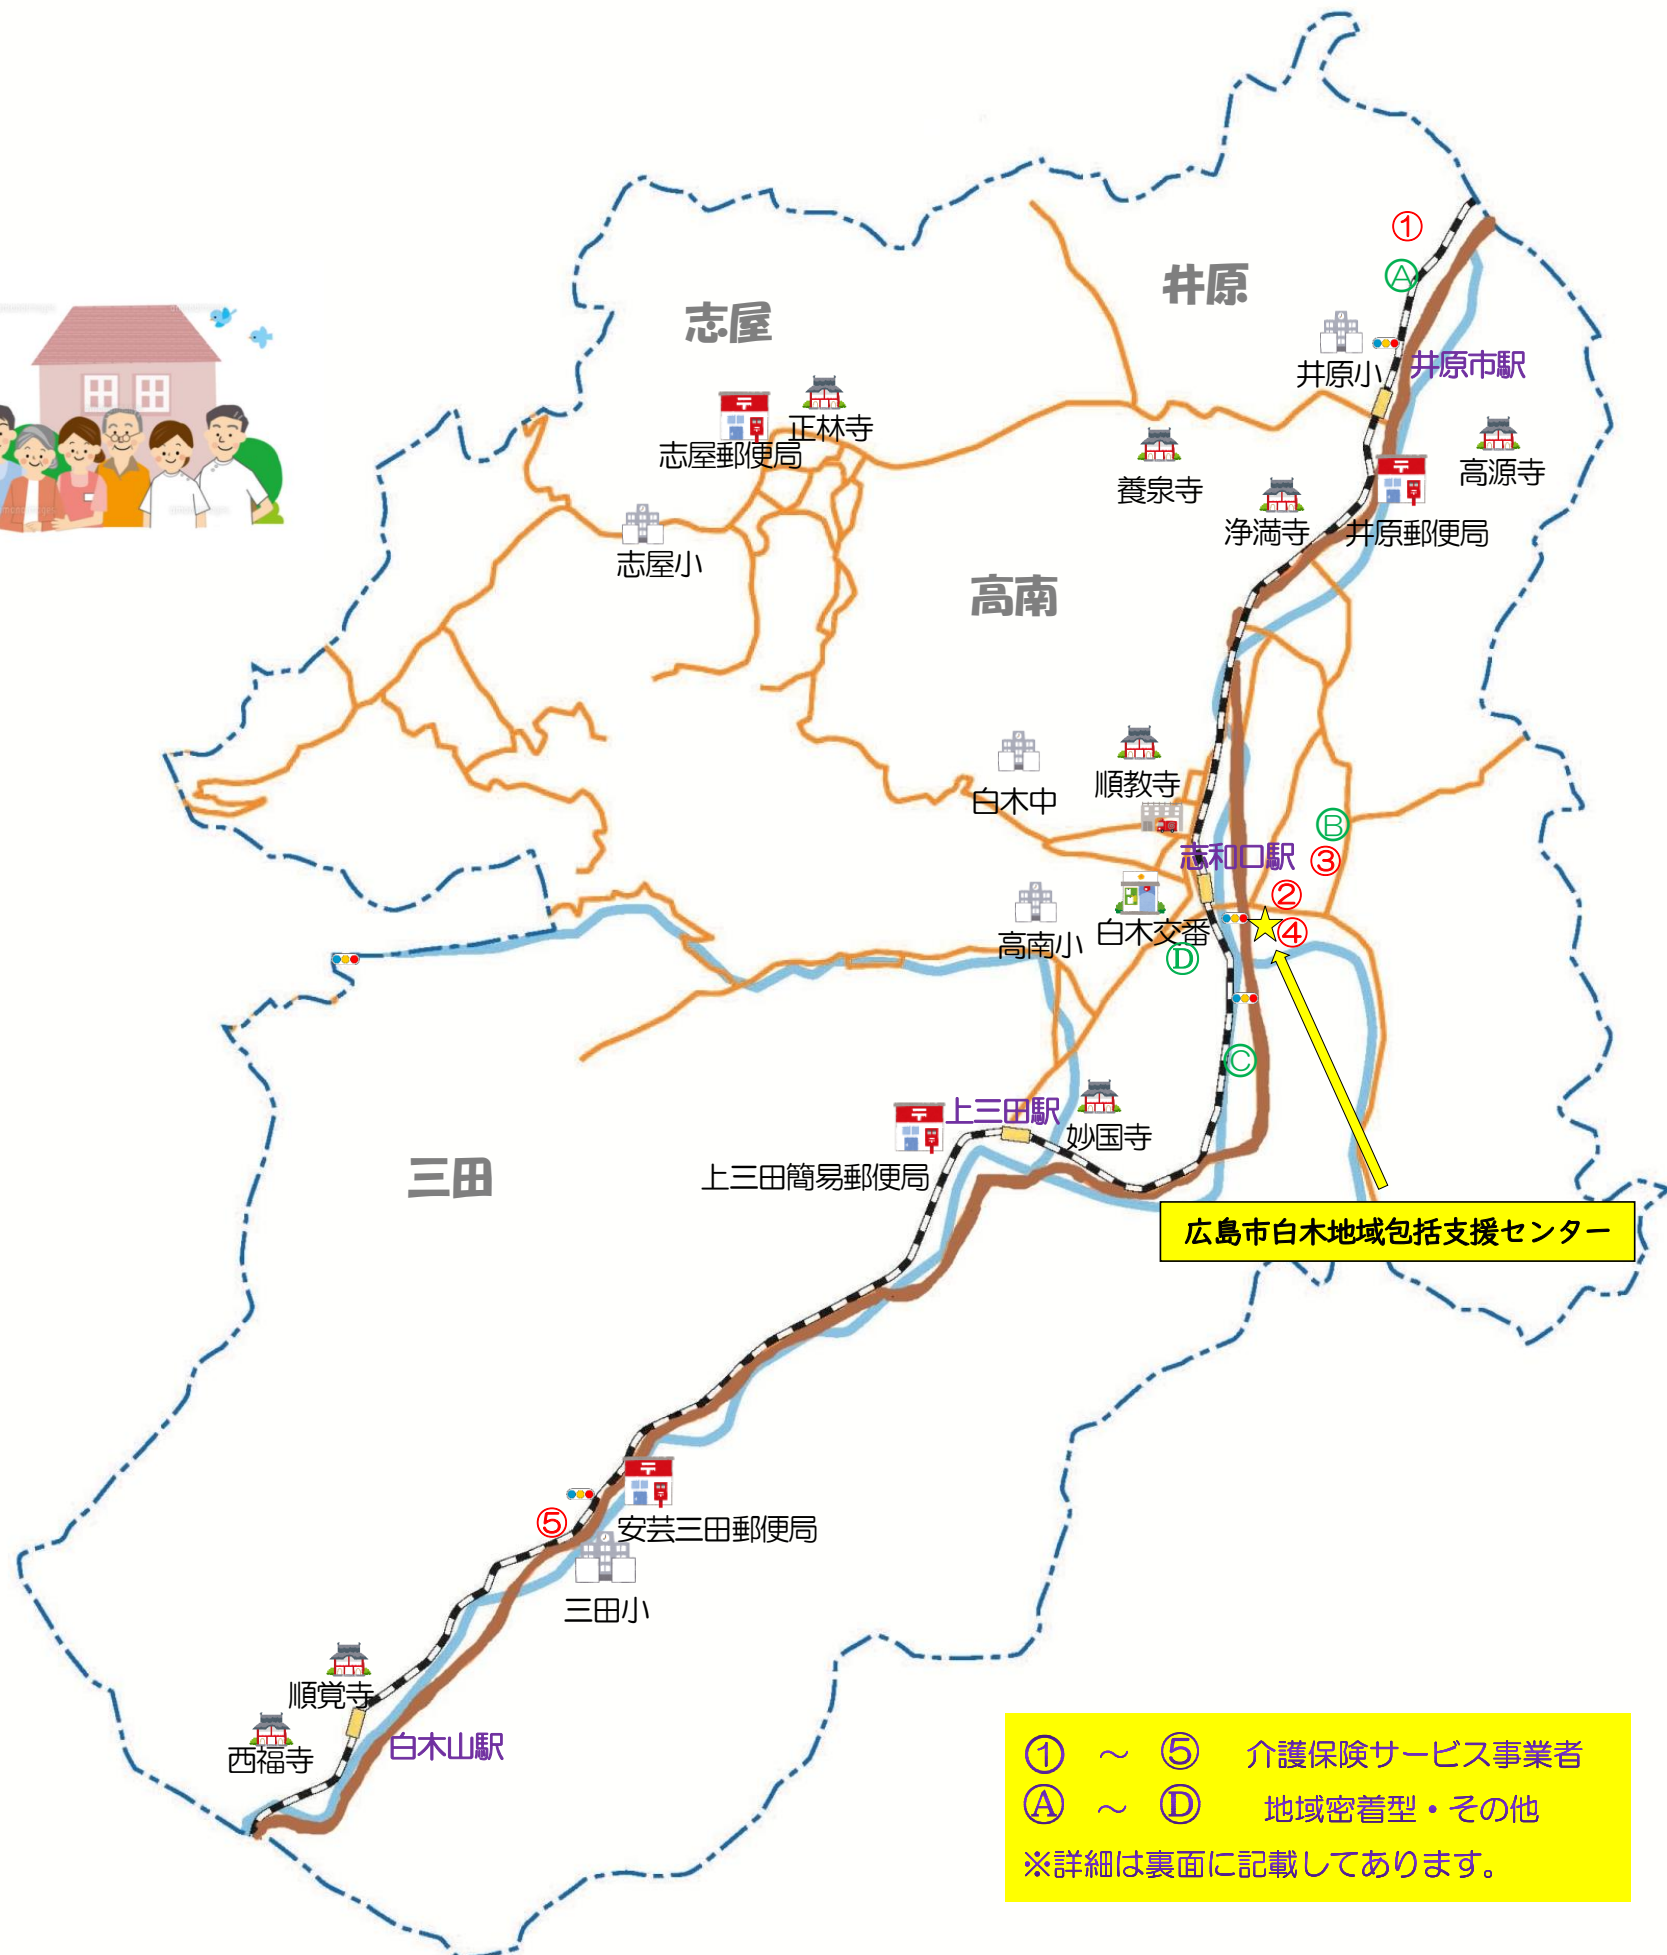 ①
Ⓐ
井原
志屋
井原小
井原市駅
正林寺
志屋郵便局
高源寺
養泉寺
浄満寺
井原郵便局
志屋小
高南
順教寺
白木中
Ⓑ
志和口駅
③
②
白木交番
④
高南小
Ⓓ
Ⓒ
上三田駅
妙国寺
上三田簡易郵便局
三田
広島市白木地域包括支援センター
⑤
安芸三田郵便局
三田小
順覚寺
白木山駅
西福寺
① ~ ⑤ 介護保険サービス事業者
Ⓐ ~ Ⓓ 地域密着型・その他
※詳細は裏面に記載してあります。